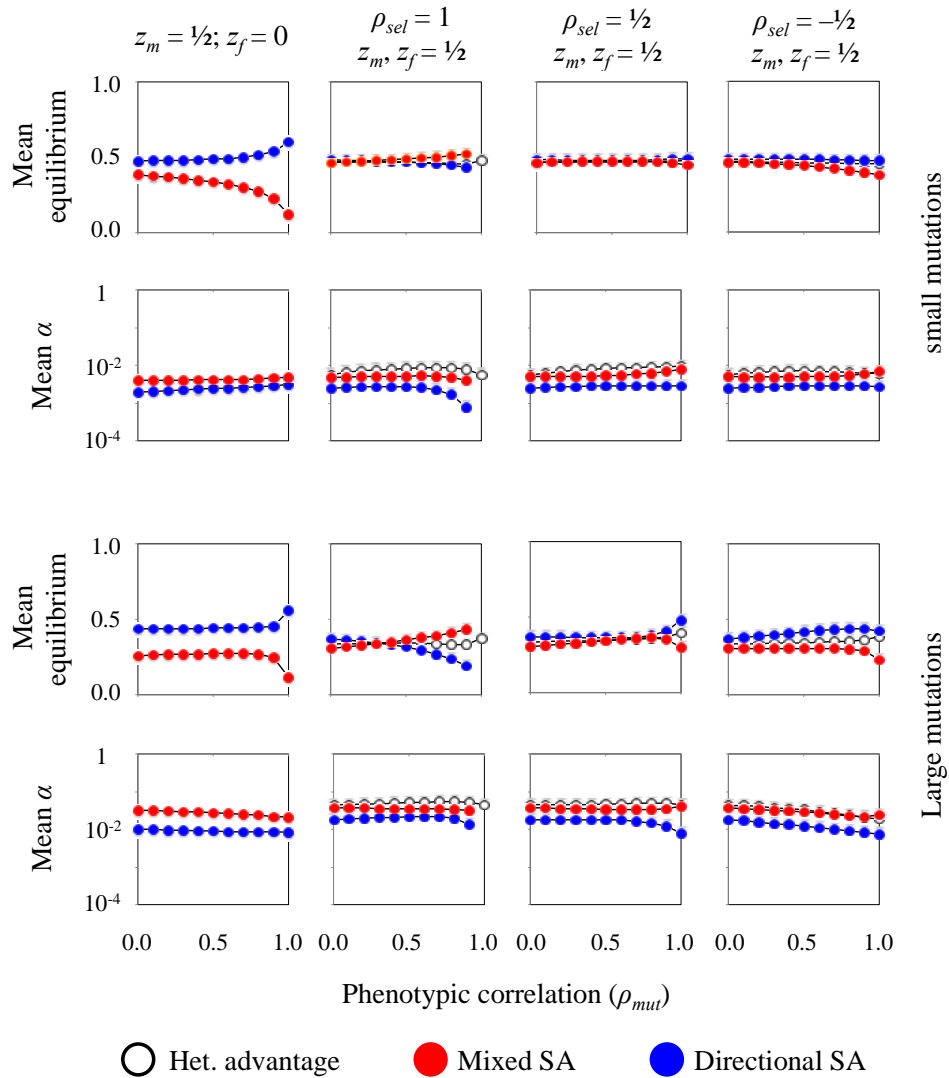 z_m = ½; z_f = 0
ρ_sel = 1
z_m, z_f = ½
ρ_sel = ½
z_m, z_f = ½
ρ_sel = –½
z_m, z_f = ½
Mean
equilibrium
1.0
0.5
0.0
small mutations
Mean α
1
10^-2
10^-4
Mean
equilibrium
1.0
0.5
0.0
Large mutations
Mean α
1
10^-2
10^-4
0.0 0.5 1.0 0.0 0.5 1.0 0.0 0.5 1.0 0.0 0.5 1.0
Phenotypic correlation (ρ_mut)
Het. advantage Mixed SA Directional SA